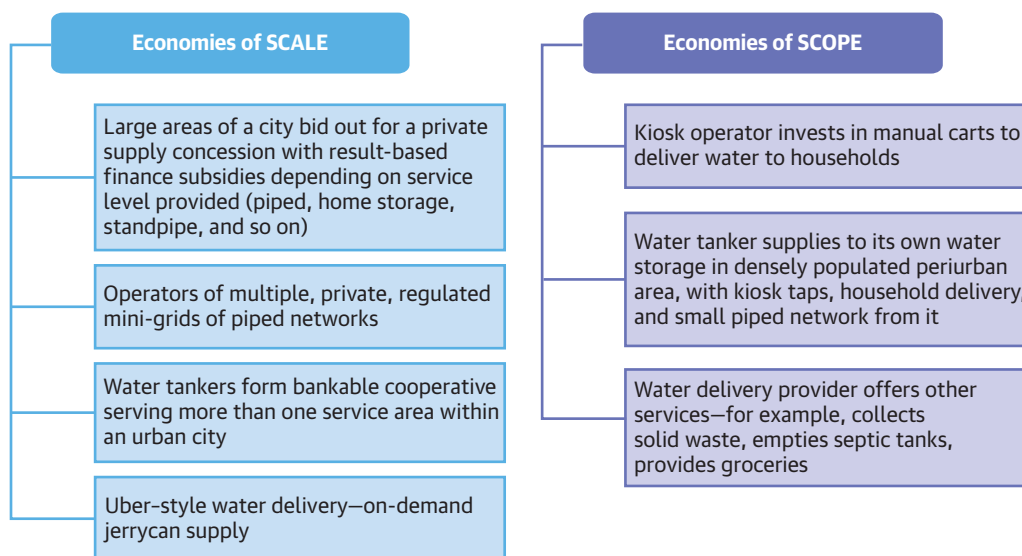 Economies of SCALE
Large areas of a city bid out for a private
supply concession with result-based
finance subsidies depending on service
level provided (piped, home storage,
standpipe, and so on)
Operators of multiple, private, regulated
mini-grids of piped networks
Water tankers form bankable cooperative
serving more than one service area within
an urban city
Uber-style water delivery—on-demand
jerrycan supply
Economies of SCOPE
Kiosk operator invests in manual carts to
deliver water to households
Water tanker supplies to its own water
storage in densely populated periurban
area, with kiosk taps, household delivery,
and small piped network from it
Water delivery provider offers other
services—for example, collects
solid waste, empties septic tanks,
provides groceries